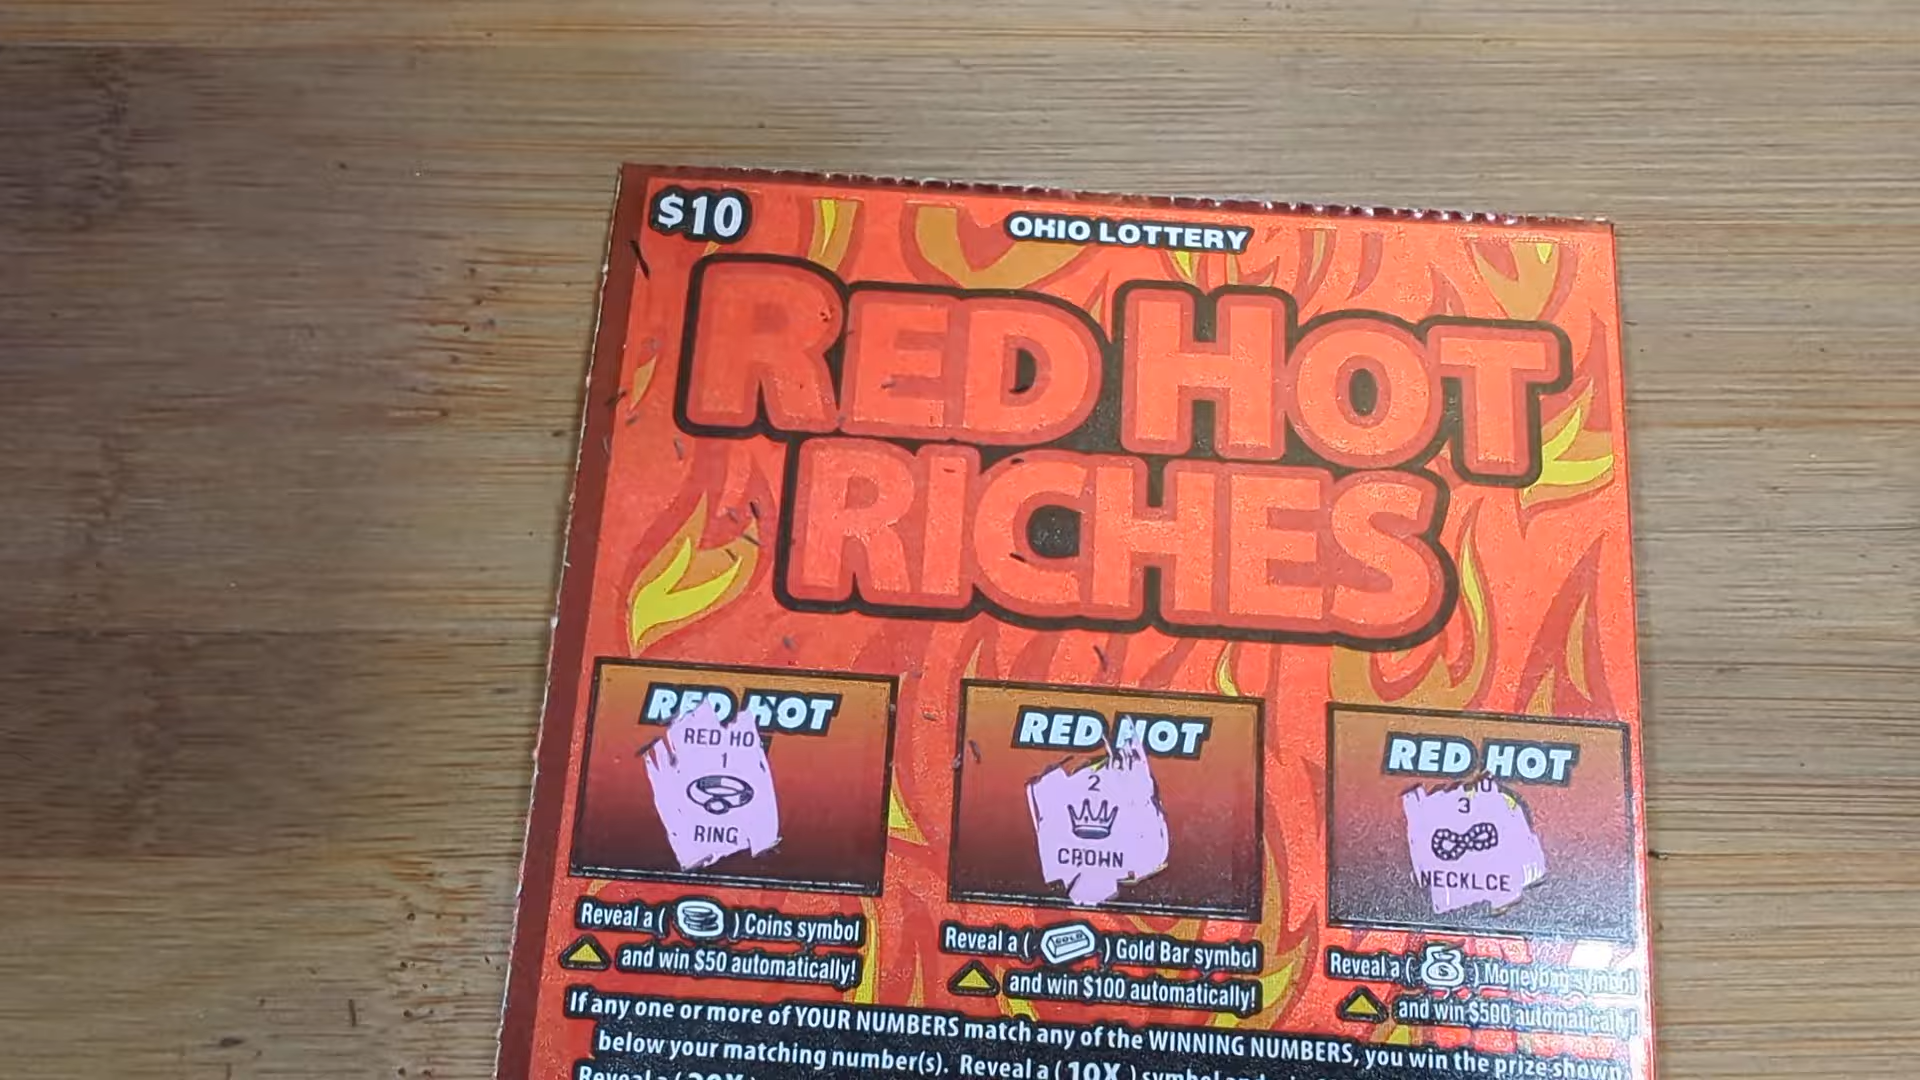 $10
OHIO LOTTERY
RED HOT
RICHES
RED HOT
RED HO
1
RING
RED HOT
2
CROWN
RED HOT
3
NECKLCE
Reveal a ( ) Coins symbol
and win $50 automatically!
Reveal a ( GOLD ) Gold Bar symbol
and win $100 automatically!
Reveal a ( $ ) Moneybag symbol
and win $500 automatically!
If any one or more of YOUR NUMBERS match any of the WINNING NUMBERS, you win the prize shown
below your matching number(s). Reveal a ( 10X ) symbol
Reveal a ( 20X )